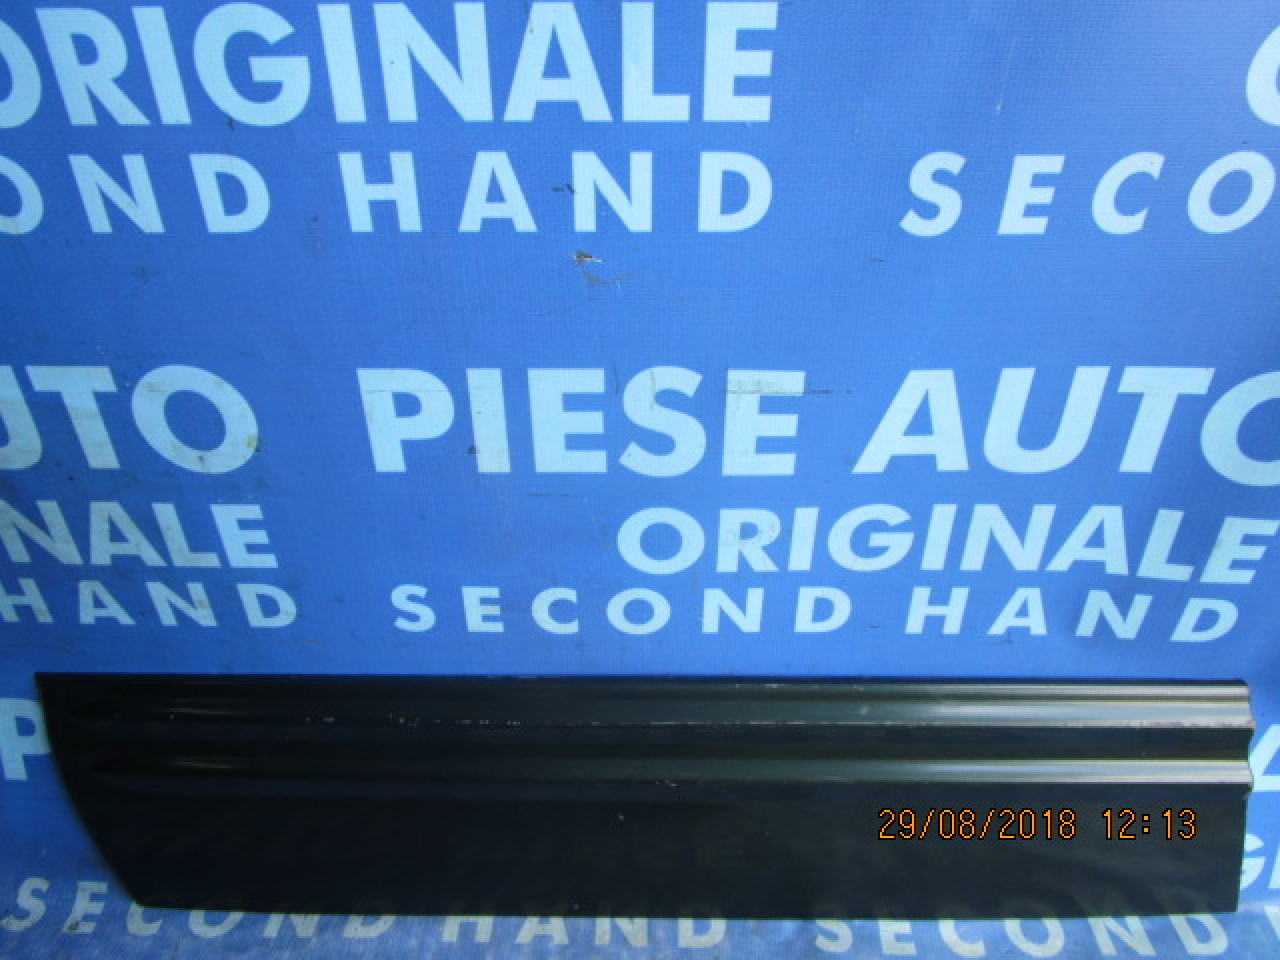 ORIGINALE
OND HAND SECO
UTO PIESE AUTO
NALE ORIGINALE
HAND SECOND HAND
P
29/08/2018 12:13
SECOND HAND SECOND